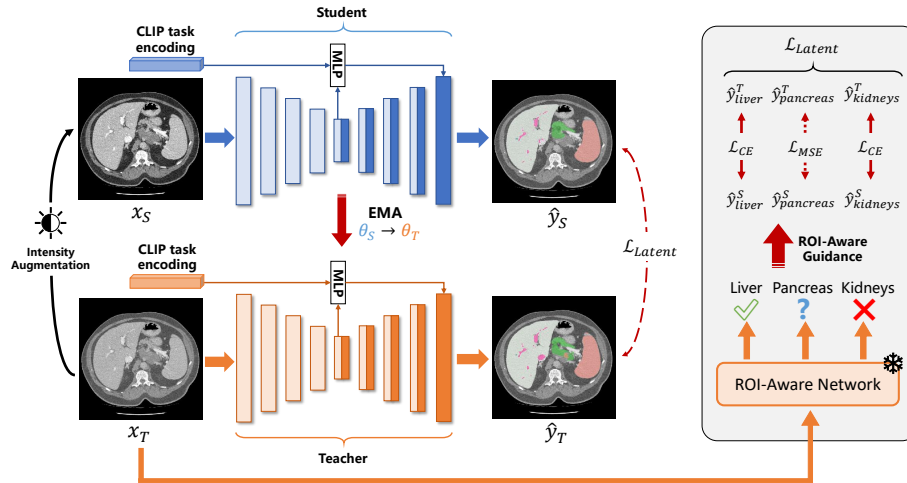 Student
CLIP task
encoding
MLP
x_S
ŷ_S
EMA
θ_S → θ_T
Intensity
Augmentation
CLIP task
encoding
MLP
x_T
ŷ_T
Teacher
ℒ_Latent
ℒ_Latent
ŷ^T_liver ŷ^T_pancreas ŷ^T_kidneys
ℒ_CE ℒ_MSE ℒ_CE
ŷ^S_liver ŷ^S_pancreas ŷ^S_kidneys
ROI-Aware
Guidance
Liver Pancreas Kidneys
?
ROI-Aware Network